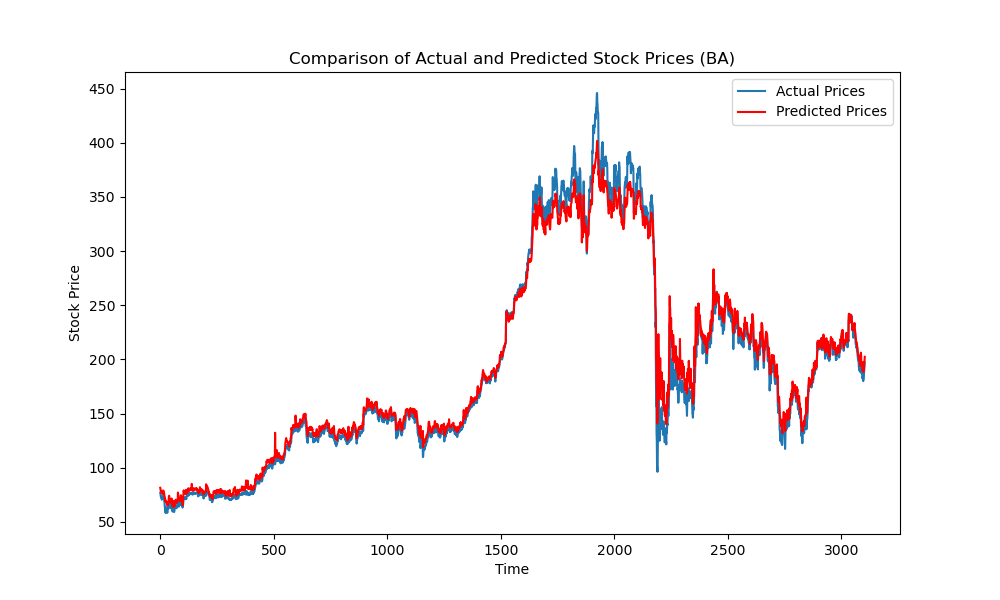 Comparison of Actual and Predicted Stock Prices (BA)
Actual Prices
Predicted Prices
450
400
350
300
250
200
150
100
50
Stock Price
0 500 1000 1500 2000 2500 3000
Time